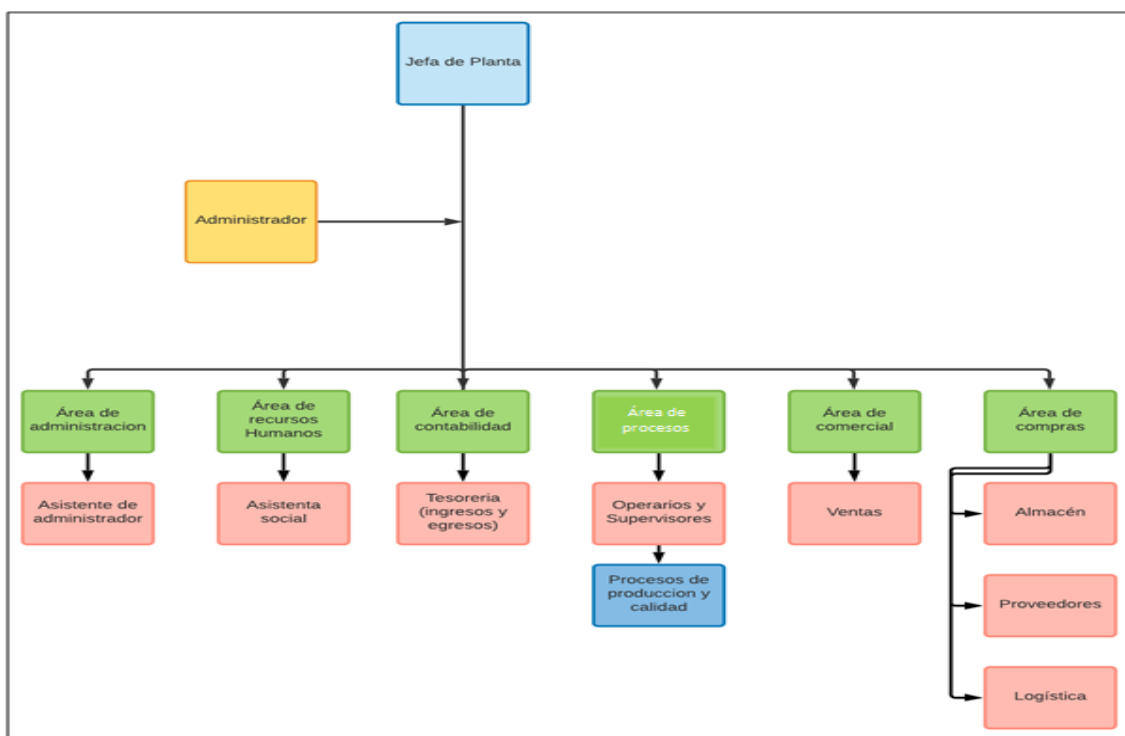 Jefa de Planta
Administrador
Área de
administracion
Área de
recursos
Humanos
Área de
contabilidad
Área de
procesos
Área de
comercial
Área de
compras
Asistente de
administrador
Asistenta
social
Tesoreria
(ingresos y
egresos)
Operarios y
Supervisores
Ventas
Almacén
Procesos de
produccion y
calidad
Proveedores
Logística